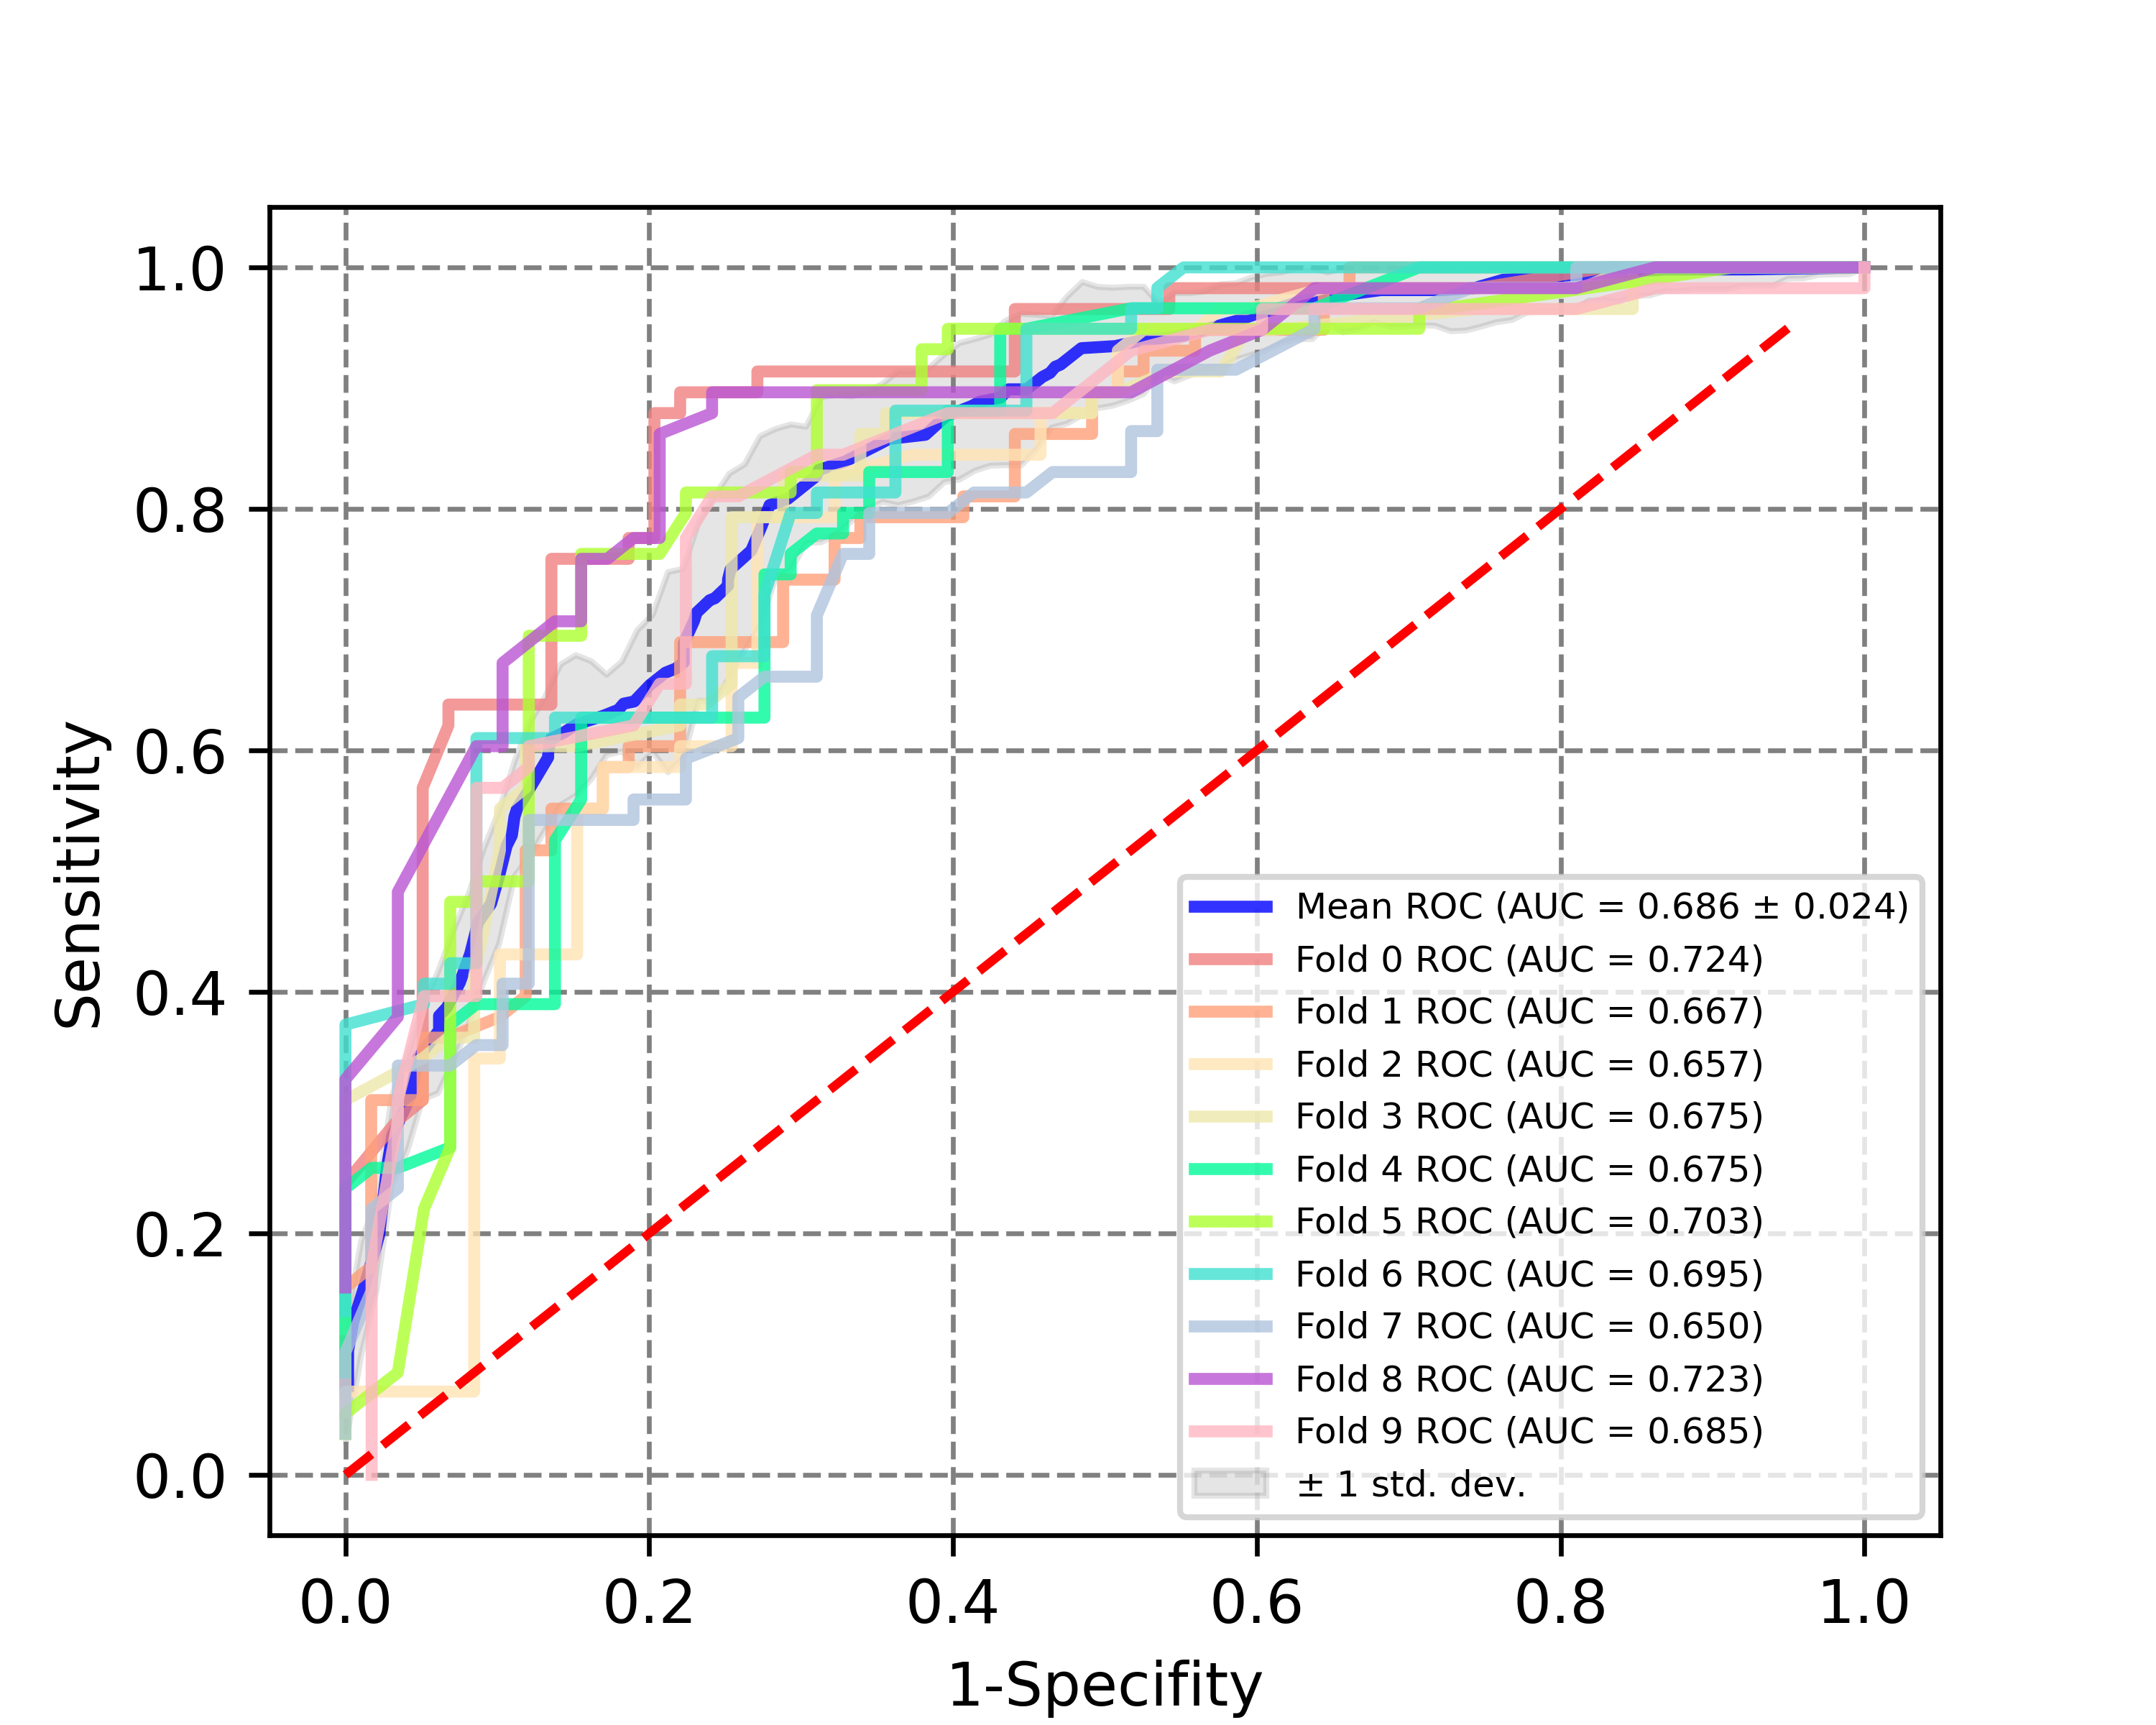 1.0
0.8
0.6
0.4
0.2
0.0
Sensitivity
Mean ROC (AUC = 0.686 ± 0.024)
Fold 0 ROC (AUC = 0.724)
Fold 1 ROC (AUC = 0.667)
Fold 2 ROC (AUC = 0.657)
Fold 3 ROC (AUC = 0.675)
Fold 4 ROC (AUC = 0.675)
Fold 5 ROC (AUC = 0.703)
Fold 6 ROC (AUC = 0.695)
Fold 7 ROC (AUC = 0.650)
Fold 8 ROC (AUC = 0.723)
Fold 9 ROC (AUC = 0.685)
± 1 std. dev.
0.0 0.2 0.4 0.6 0.8 1.0
1-Specifity